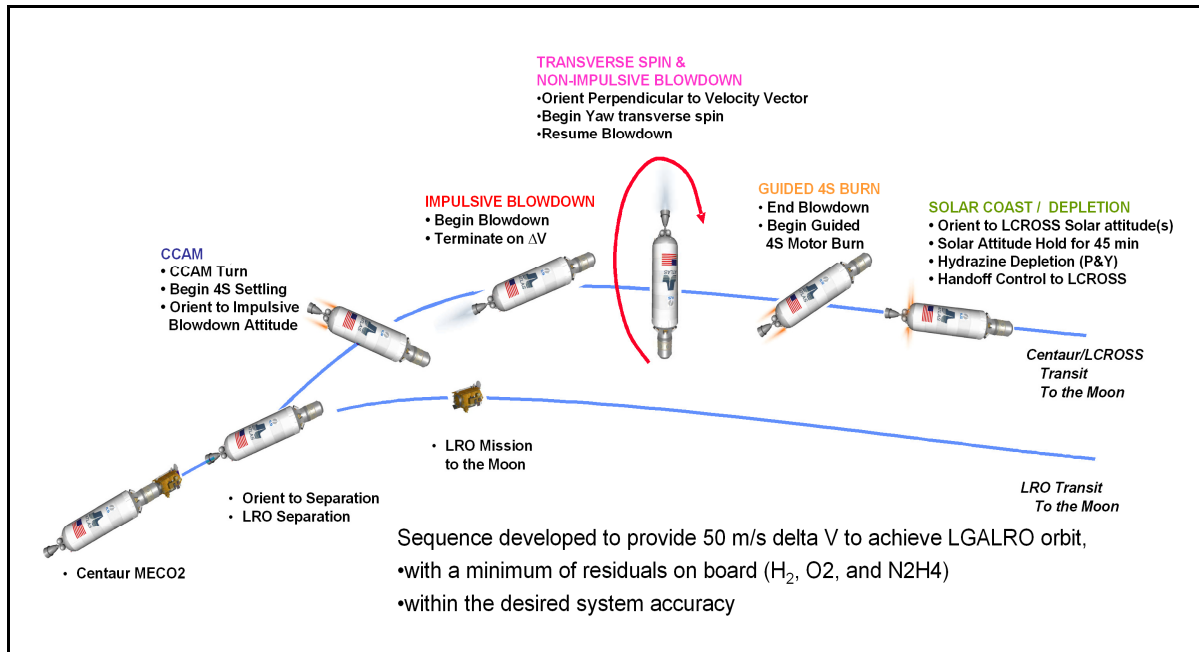 TRANSVERSE SPIN &
NON-IMPULSIVE BLOWDOWN
•Orient Perpendicular to Velocity Vector
•Begin Yaw transverse spin
•Resume Blowdown
IMPULSIVE BLOWDOWN
• Begin Blowdown
• Terminate on ΔV
GUIDED 4S BURN
• End Blowdown
• Begin Guided
4S Motor Burn
SOLAR COAST / DEPLETION
• Orient to LCROSS Solar attitude(s)
• Solar Attitude Hold for 45 min
• Hydrazine Depletion (P&Y)
• Handoff Control to LCROSS
CCAM
• CCAM Turn
• Begin 4S Settling
• Orient to Impulsive
Blowdown Attitude
Centaur/LCROSS
Transit
To the Moon
• LRO Mission
to the Moon
LRO Transit
To the Moon
• Orient to Separation
• LRO Separation
• Centaur MECO2
Sequence developed to provide 50 m/s delta V to achieve LGALRO orbit,
•with a minimum of residuals on board (H₂, O2, and N2H4)
•within the desired system accuracy